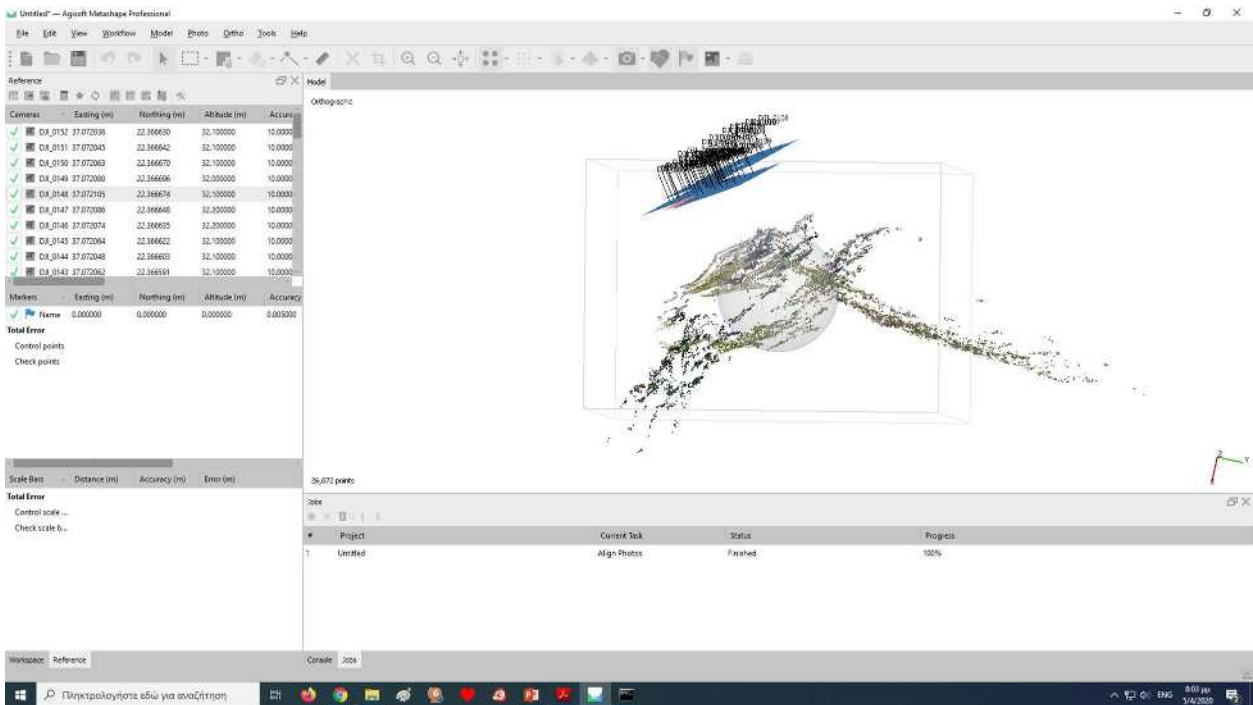 Untitled* — Agisoft Metashape Professional
File Edit View Workflow Model Photo Ortho Tools Help
Reference
Model
Cameras Easting (m) Northing (m) Altitude (m) Accurac
Orthographic
DJI_0152 37.072036 22.366630 32.100000 10.0000
DJI_0151 37.072045 22.366642 32.100000 10.0000
DJI_0150 37.072063 22.366670 32.100000 10.0000
DJI_0149 37.072080 22.366696 32.000000 10.0000
DJI_0148 37.072105 22.366674 32.100000 10.0000
DJI_0147 37.072086 22.366648 32.200000 10.0000
DJI_0146 37.072074 22.366635 32.200000 10.0000
DJI_0145 37.072064 22.366622 32.100000 10.0000
DJI_0144 37.072048 22.366603 32.100000 10.0000
DJI_0143 37.072062 22.366591 32.100000 10.0000
Markers Easting (m) Northing (m) Altitude (m) Accuracy
Name 0.000000 0.000000 0.000000 0.005000
Total Error
Control points
Check points
Scale Bars Distance (m) Accuracy (m) Error (m)
26,072 points
Z Y
Total Error
Control scale ...
Check scale b...
Jobs
# Project Current Task Status Progress
1 Untitled Align Photos Finished 100%
Workspace Reference
Console Jobs
Πληκτρολογήστε εδώ για αναζήτηση
ENG
8:03 μμ
5/4/2020